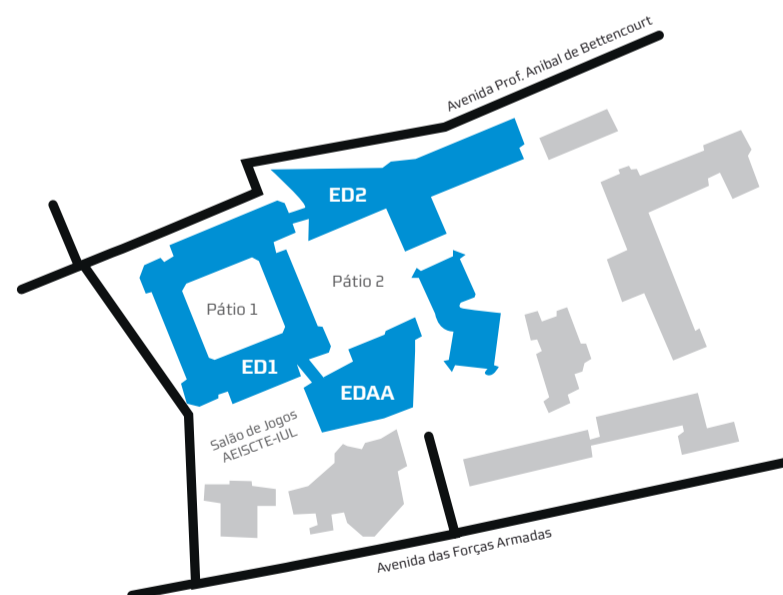 Avenida Prof. Anibal de Bettencourt
ED2
Pátio 2
Pátio 1
ED1
EDAA
Salão de Jogos
AEISCTE-IUL
Avenida das Forças Armadas